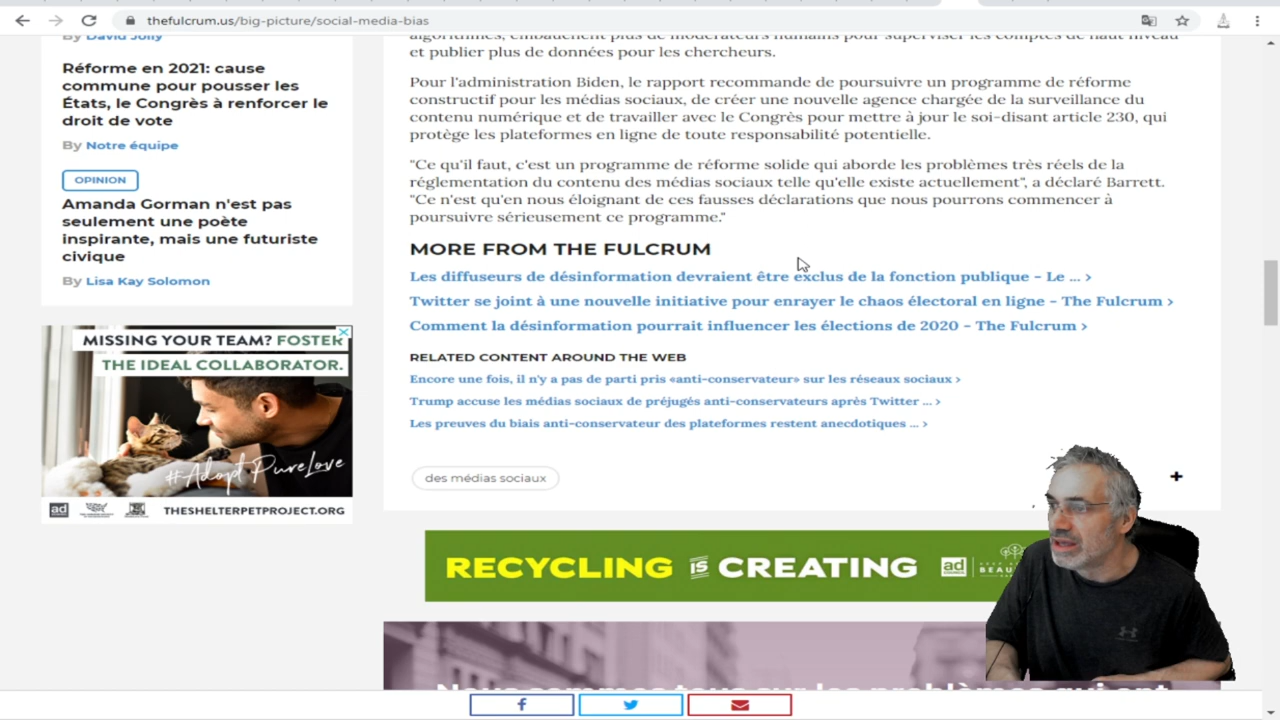 thefulcrum.us/big-picture/social-media-bias
By David Jolly
Réforme en 2021: cause
commune pour pousser les
États, le Congrès à renforcer le
droit de vote
By Notre équipe
OPINION
Amanda Gorman n'est pas
seulement une poète
inspirante, mais une futuriste
civique
By Lisa Kay Solomon
MISSING YOUR TEAM? FOSTER
THE IDEAL COLLABORATOR.
#AdoptPureLove
ad
THESHELTERPETPROJECT.ORG
algorithmes, embauchent plus de modérateurs humains pour superviser les comptes de haut niveau
et publier plus de données pour les chercheurs.
Pour l'administration Biden, le rapport recommande de poursuivre un programme de réforme
constructif pour les médias sociaux, de créer une nouvelle agence chargée de la surveillance du
contenu numérique et de travailler avec le Congrès pour mettre à jour le soi-disant article 230, qui
protège les plateformes en ligne de toute responsabilité potentielle.
"Ce qu'il faut, c'est un programme de réforme solide qui aborde les problèmes très réels de la
réglementation du contenu des médias sociaux telle qu'elle existe actuellement", a déclaré Barrett.
"Ce n'est qu'en nous éloignant de ces fausses déclarations que nous pourrons commencer à
poursuivre sérieusement ce programme."
MORE FROM THE FULCRUM
Les diffuseurs de désinformation devraient être exclus de la fonction publique - Le ... ›
Twitter se joint à une nouvelle initiative pour enrayer le chaos électoral en ligne - The Fulcrum ›
Comment la désinformation pourrait influencer les élections de 2020 - The Fulcrum ›
RELATED CONTENT AROUND THE WEB
Encore une fois, il n'y a pas de parti pris «anti-conservateur» sur les réseaux sociaux ›
Trump accuse les médias sociaux de préjugés anti-conservateurs après Twitter ... ›
Les preuves du biais anti-conservateur des plateformes restent anecdotiques ... ›
des médias sociaux
RECYCLING IS CREATING
ad
Nous sommes tous sur les problèmes qui ont